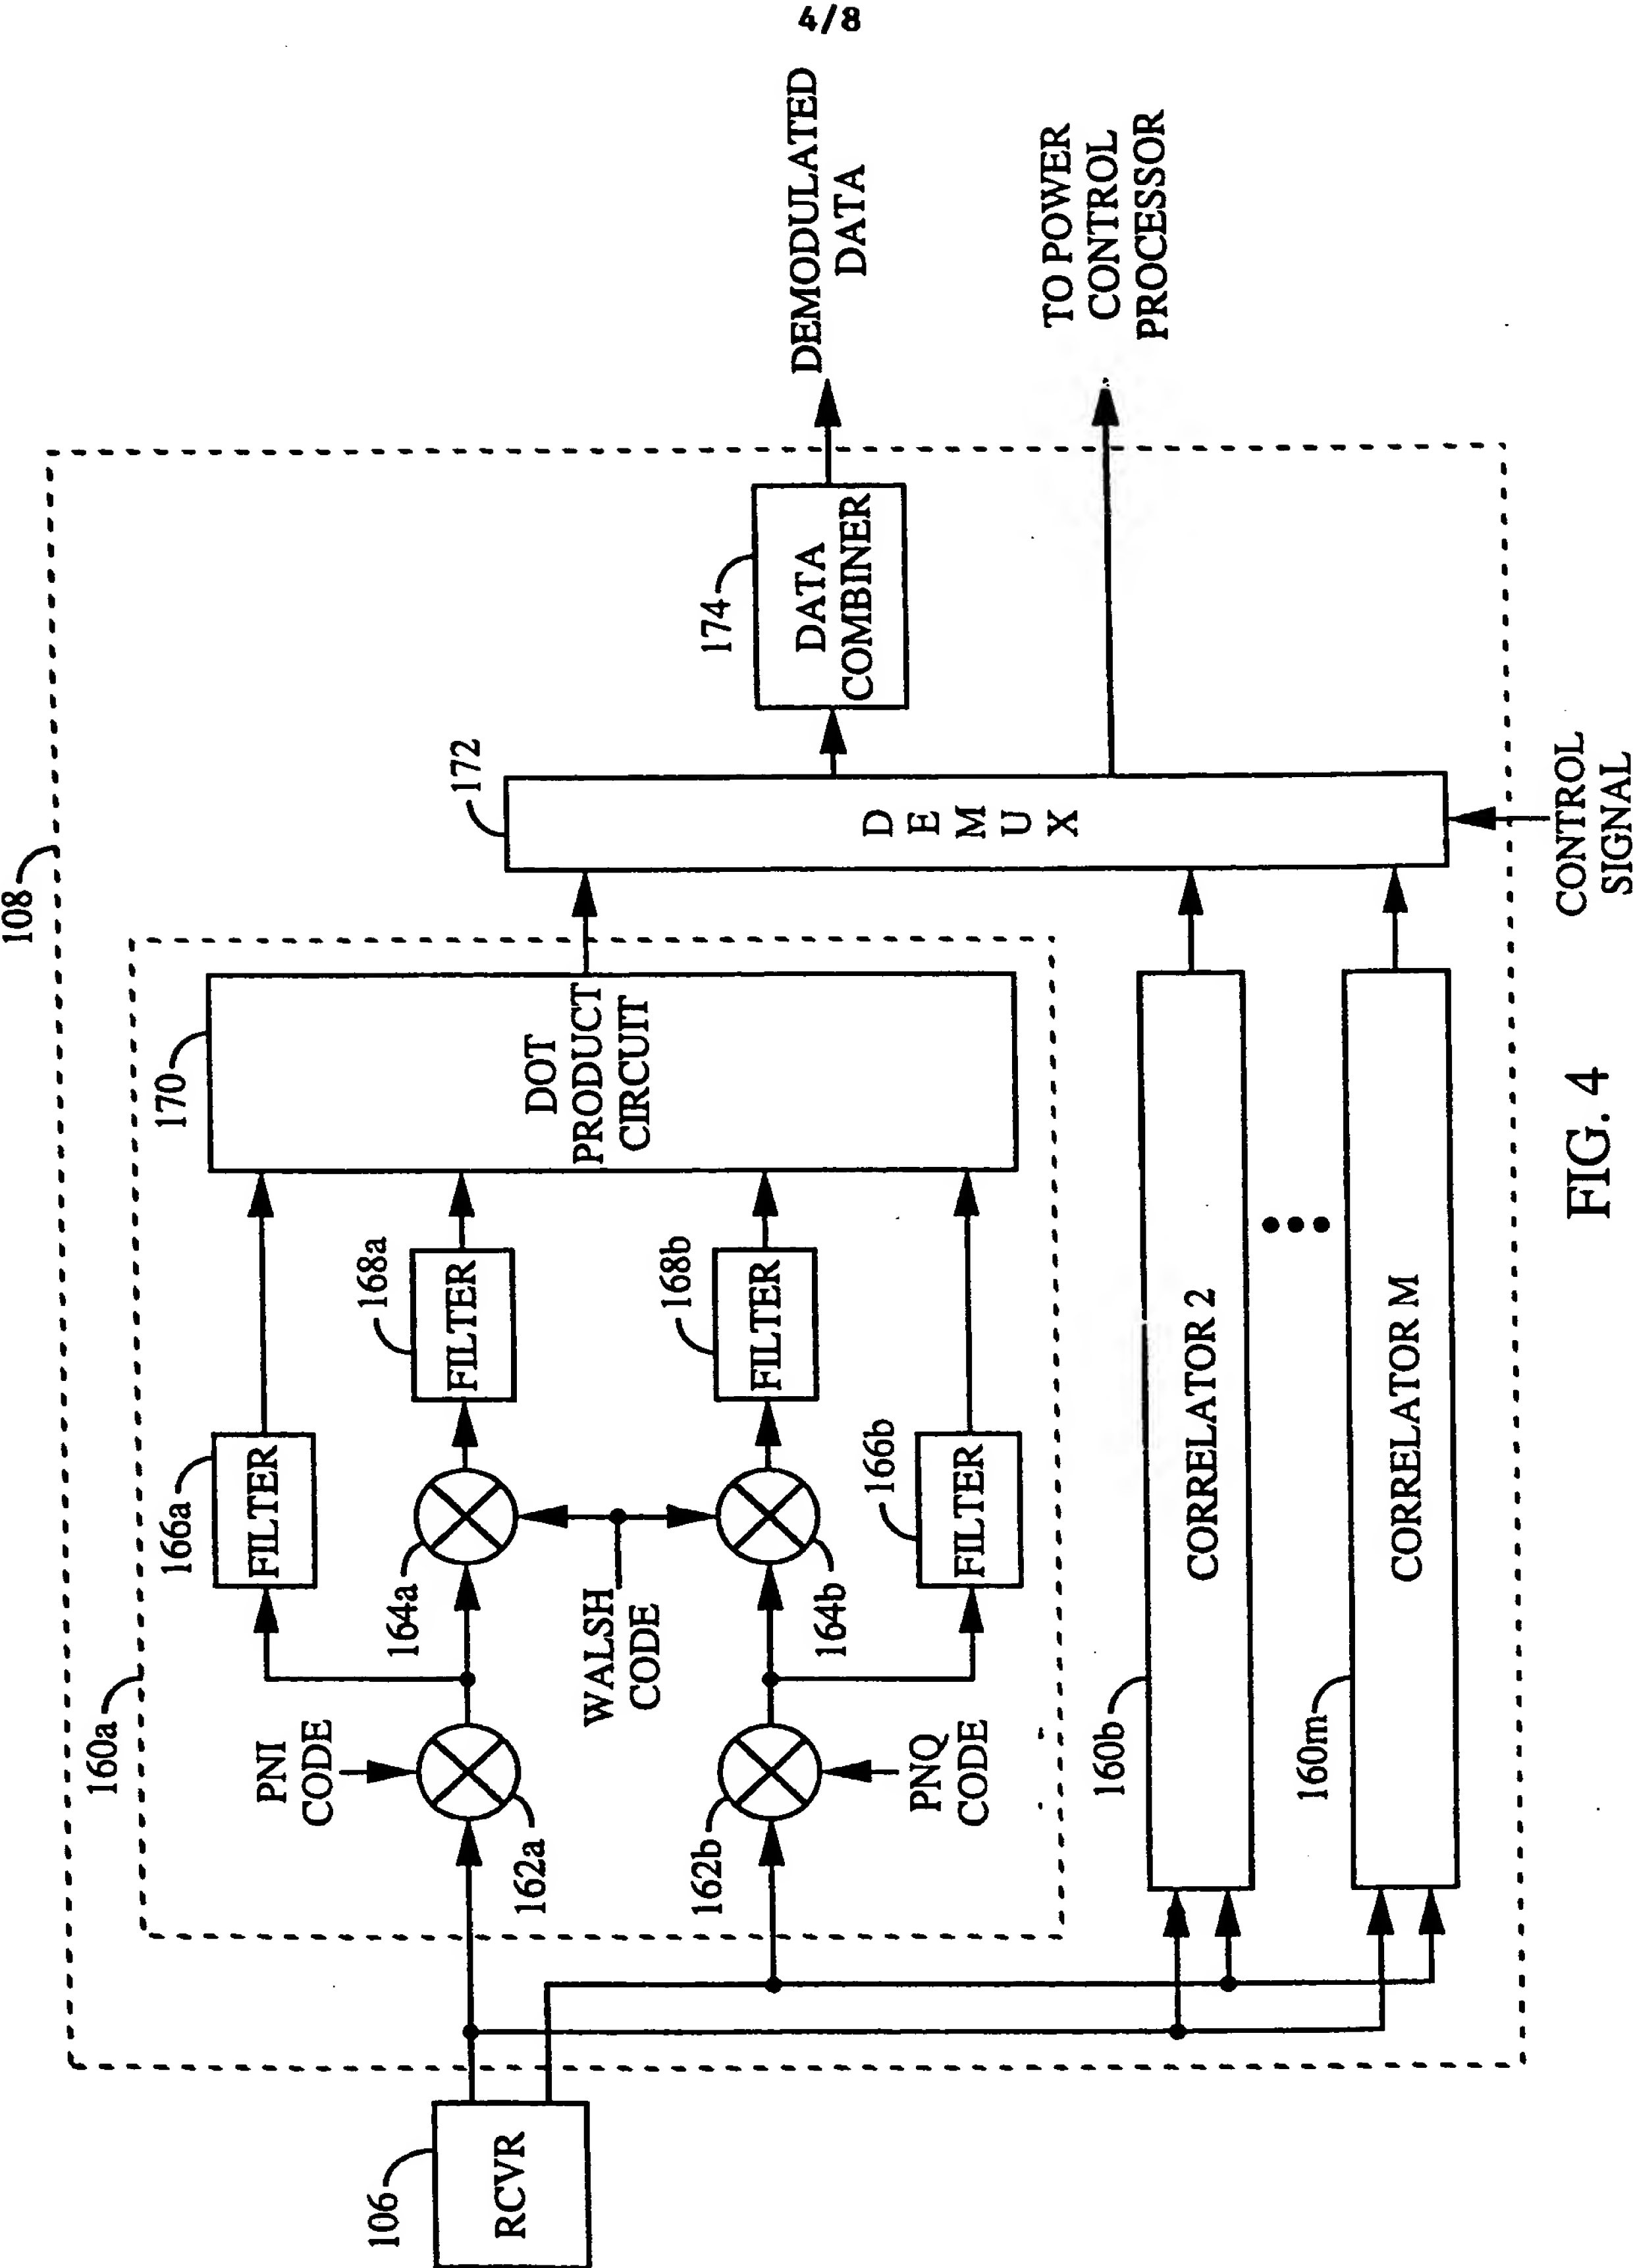 4/8
108
160a
166a
FILTER
170
PNI
CODE
164a
168a
FILTER
162a
106
RCVR
WALSH
CODE
DOT
PRODUCT
CIRCUIT
172
174
DATA
COMBINER
DEMODULATED
DATA
162b
164b
168b
FILTER
PNQ
CODE
166b
FILTER
D
E
M
U
X
TO POWER
CONTROL
PROCESSOR
160b
CORRELATOR 2
160m
CORRELATOR M
CONTROL
SIGNAL
FIG. 4